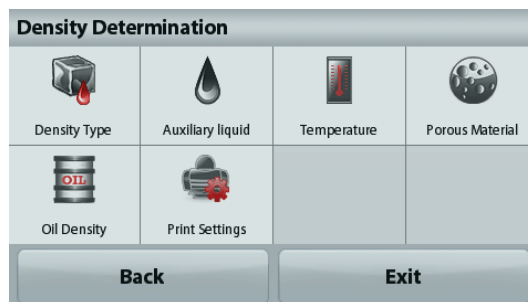 Density Determination
Density Type
Auxiliary liquid
Temperature
Porous Material
OIL
Oil Density
Print Settings
Back
Exit